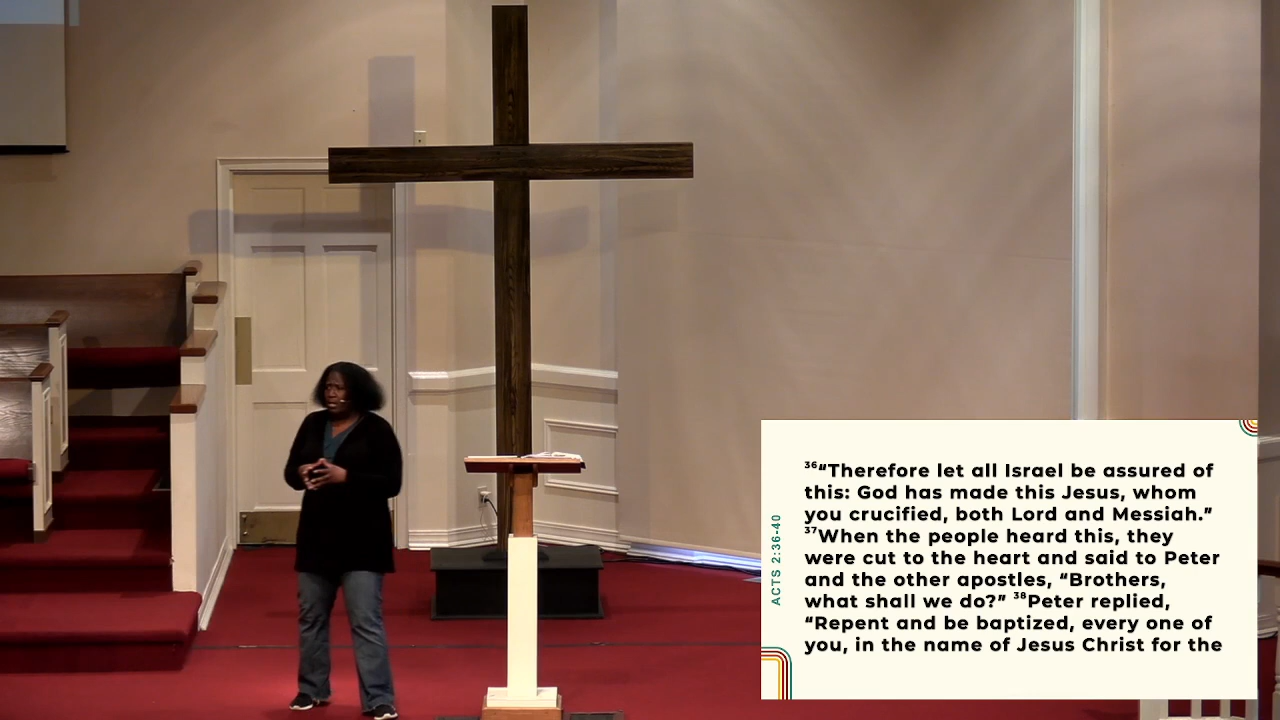 ³⁶“Therefore let all Israel be assured of
this: God has made this Jesus, whom
you crucified, both Lord and Messiah.”
³⁷When the people heard this, they
were cut to the heart and said to Peter
and the other apostles, “Brothers,
what shall we do?” ³⁸Peter replied,
“Repent and be baptized, every one of
you, in the name of Jesus Christ for the
ACTS 2:36-40